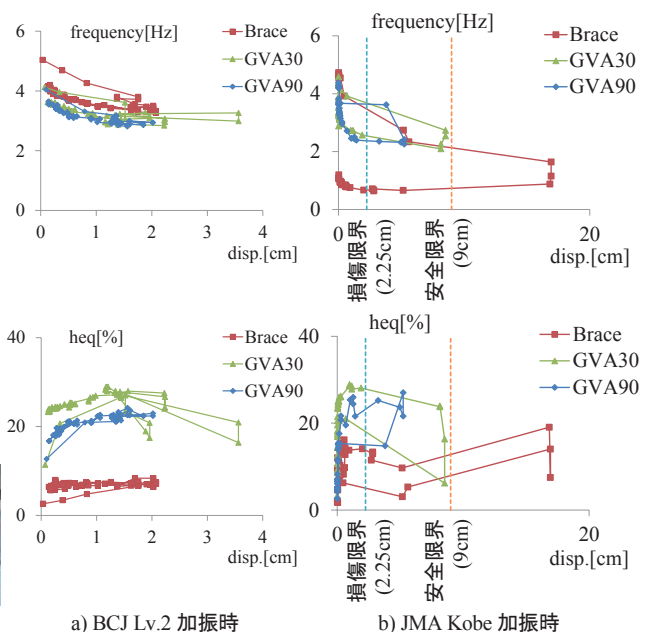 frequency[Hz]
Brace
GVA30
GVA90
6
4
2
0
0
1
2
3
4
disp.[cm]
frequency[Hz]
Brace
GVA30
GVA90
6
4
2
0
0
20
損傷限界
(2.25cm)
安全限界
(9cm)
disp.[cm]
heq[%]
Brace
GVA30
GVA90
40
20
0
0
1
2
3
4
disp.[cm]
heq[%]
Brace
GVA30
GVA90
40
20
0
0
20
損傷限界
(2.25cm)
安全限界
(9cm)
disp.[cm]
a) BCJ Lv.2 加振時
b) JMA Kobe 加振時